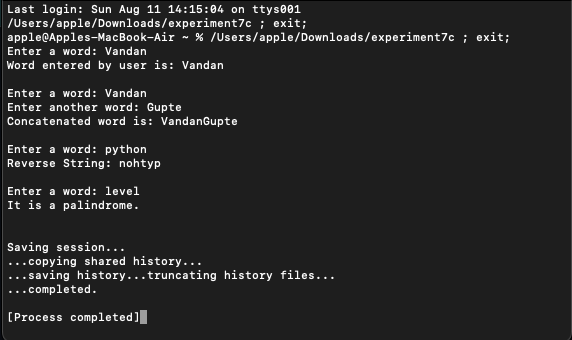 Last login: Sun Aug 11 14:15:04 on ttys001
/Users/apple/Downloads/experiment7c ; exit;
apple@Apples-MacBook-Air ~ % /Users/apple/Downloads/experiment7c ; exit;
Enter a word: Vandan
Word entered by user is: Vandan
Enter a word: Vandan
Enter another word: Gupte
Concatenated word is: VandanGupte
Enter a word: python
Reverse String: nohtyp
Enter a word: level
It is a palindrome.
Saving session...
...copying shared history...
...saving history...truncating history files...
...completed.
[Process completed]